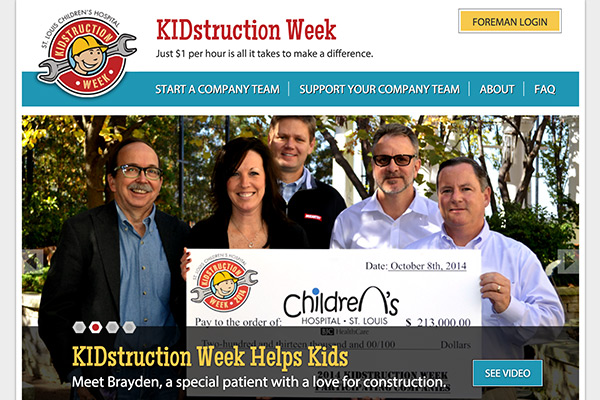 ST. LOUIS CHILDREN'S HOSPITAL
KIDSTRUCTION
WEEK
KIDstruction Week
Just $1 per hour is all it takes to make a difference.
FOREMAN LOGIN
START A COMPANY TEAM
SUPPORT YOUR COMPANY TEAM
ABOUT
FAQ
Date: October 8th, 2014
ST. LOUIS CHILDREN'S HOSPITAL
KIDSTRUCTION
WEEK 2014
Children's
HOSPITAL • ST. LOUIS
BJC HealthCare
Pay to the order of:
$ 213,000.00
Two-hundred and thirteen thousand and 00/100
Dollars
2014 KIDSTRUCTION WEEK
PARTICIPATING COMPANIES
KIDstruction Week Helps Kids
Meet Brayden, a special patient with a love for construction.
SEE VIDEO